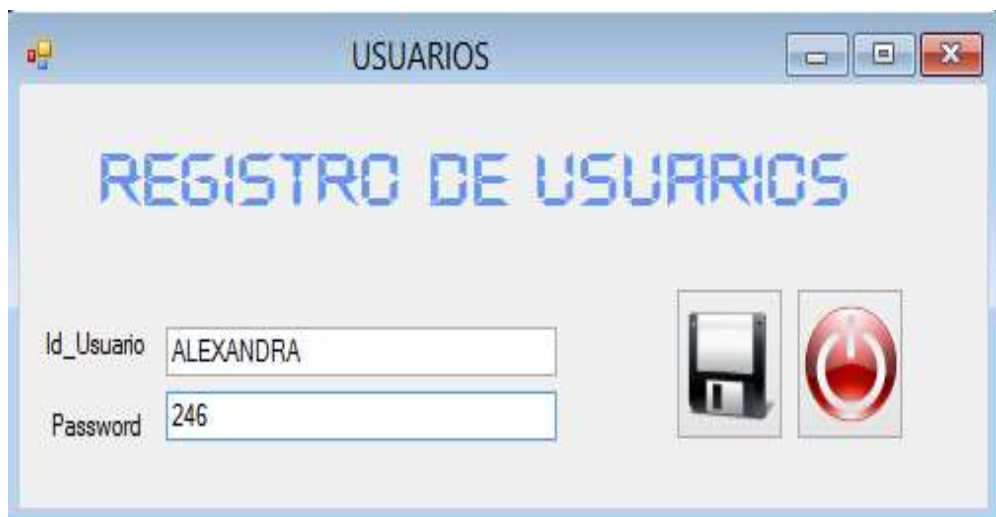 USUARIOS
REGISTRO DE USUARIOS
Id_Usuario ALEXANDRA
Password 246